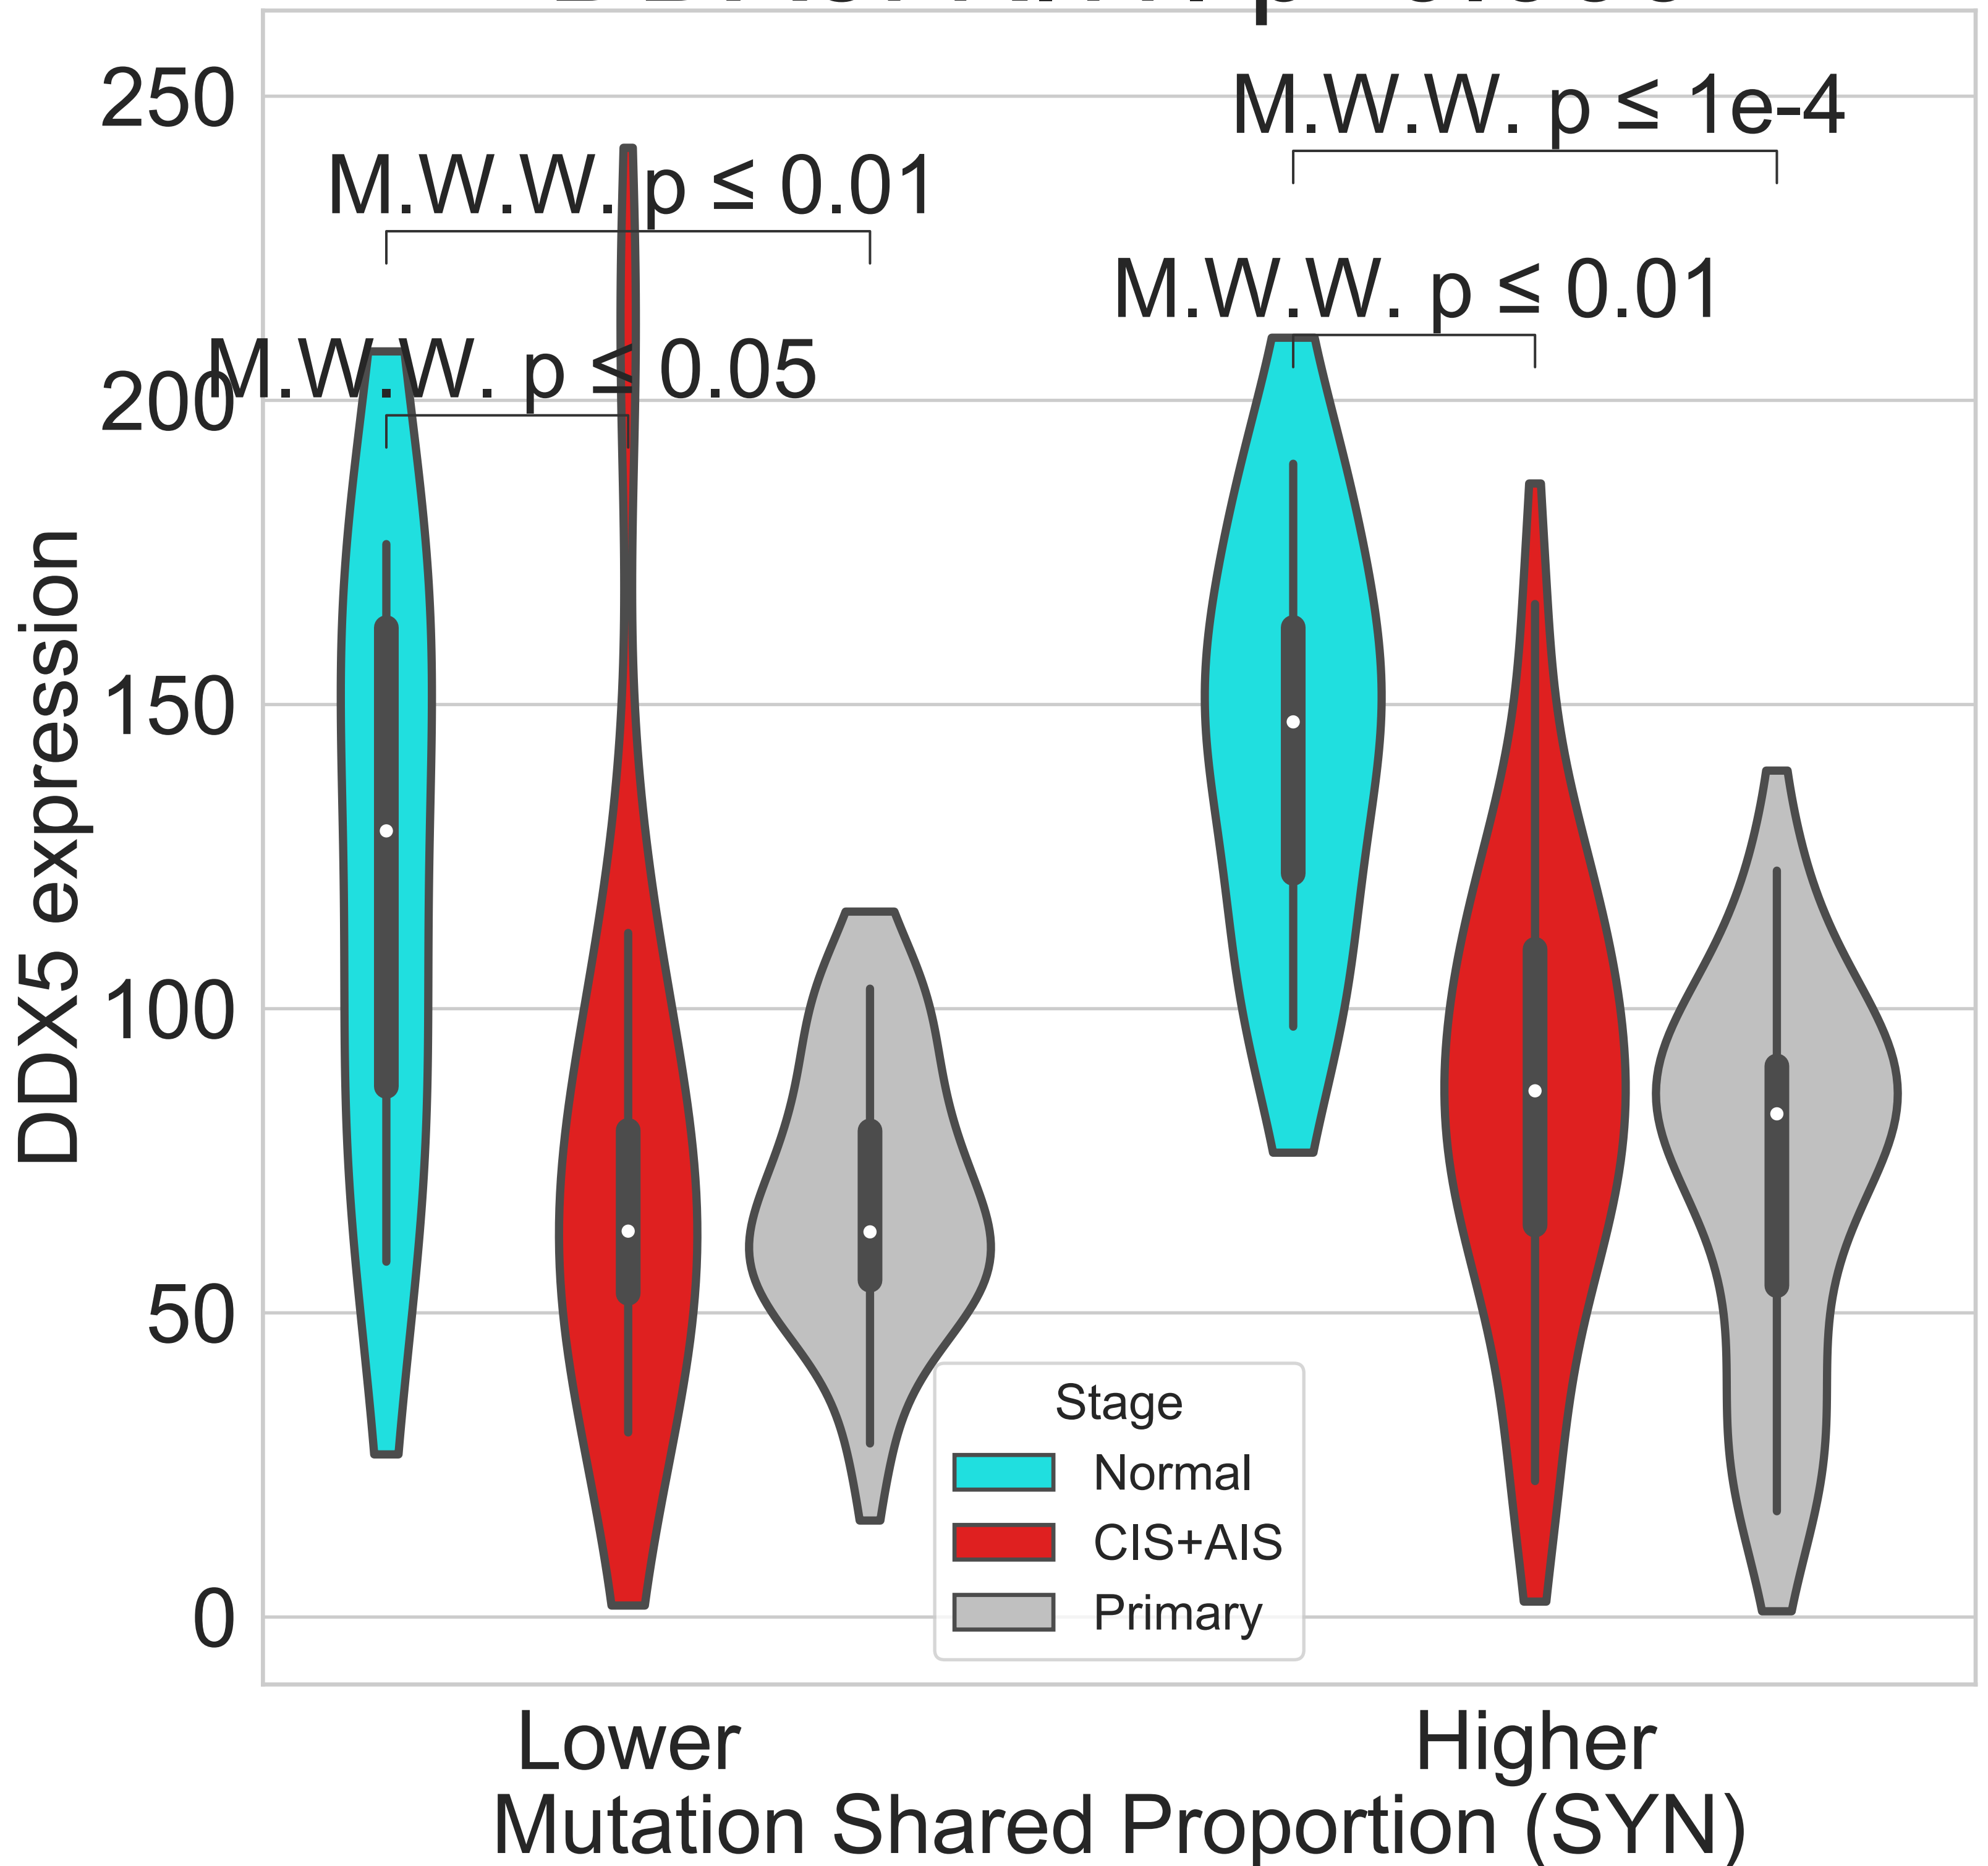 250
M.W.W. p ≤ 1e-4
M.W.W. p ≤ 0.01
M.W.W. p ≤ 0.01
M.W.W. p ≤ 0.05
200
150
100
50
0
DDX5 expression
Stage
Normal
CIS+AIS
Primary
Lower
Higher
Mutation Shared Proportion (SYN)